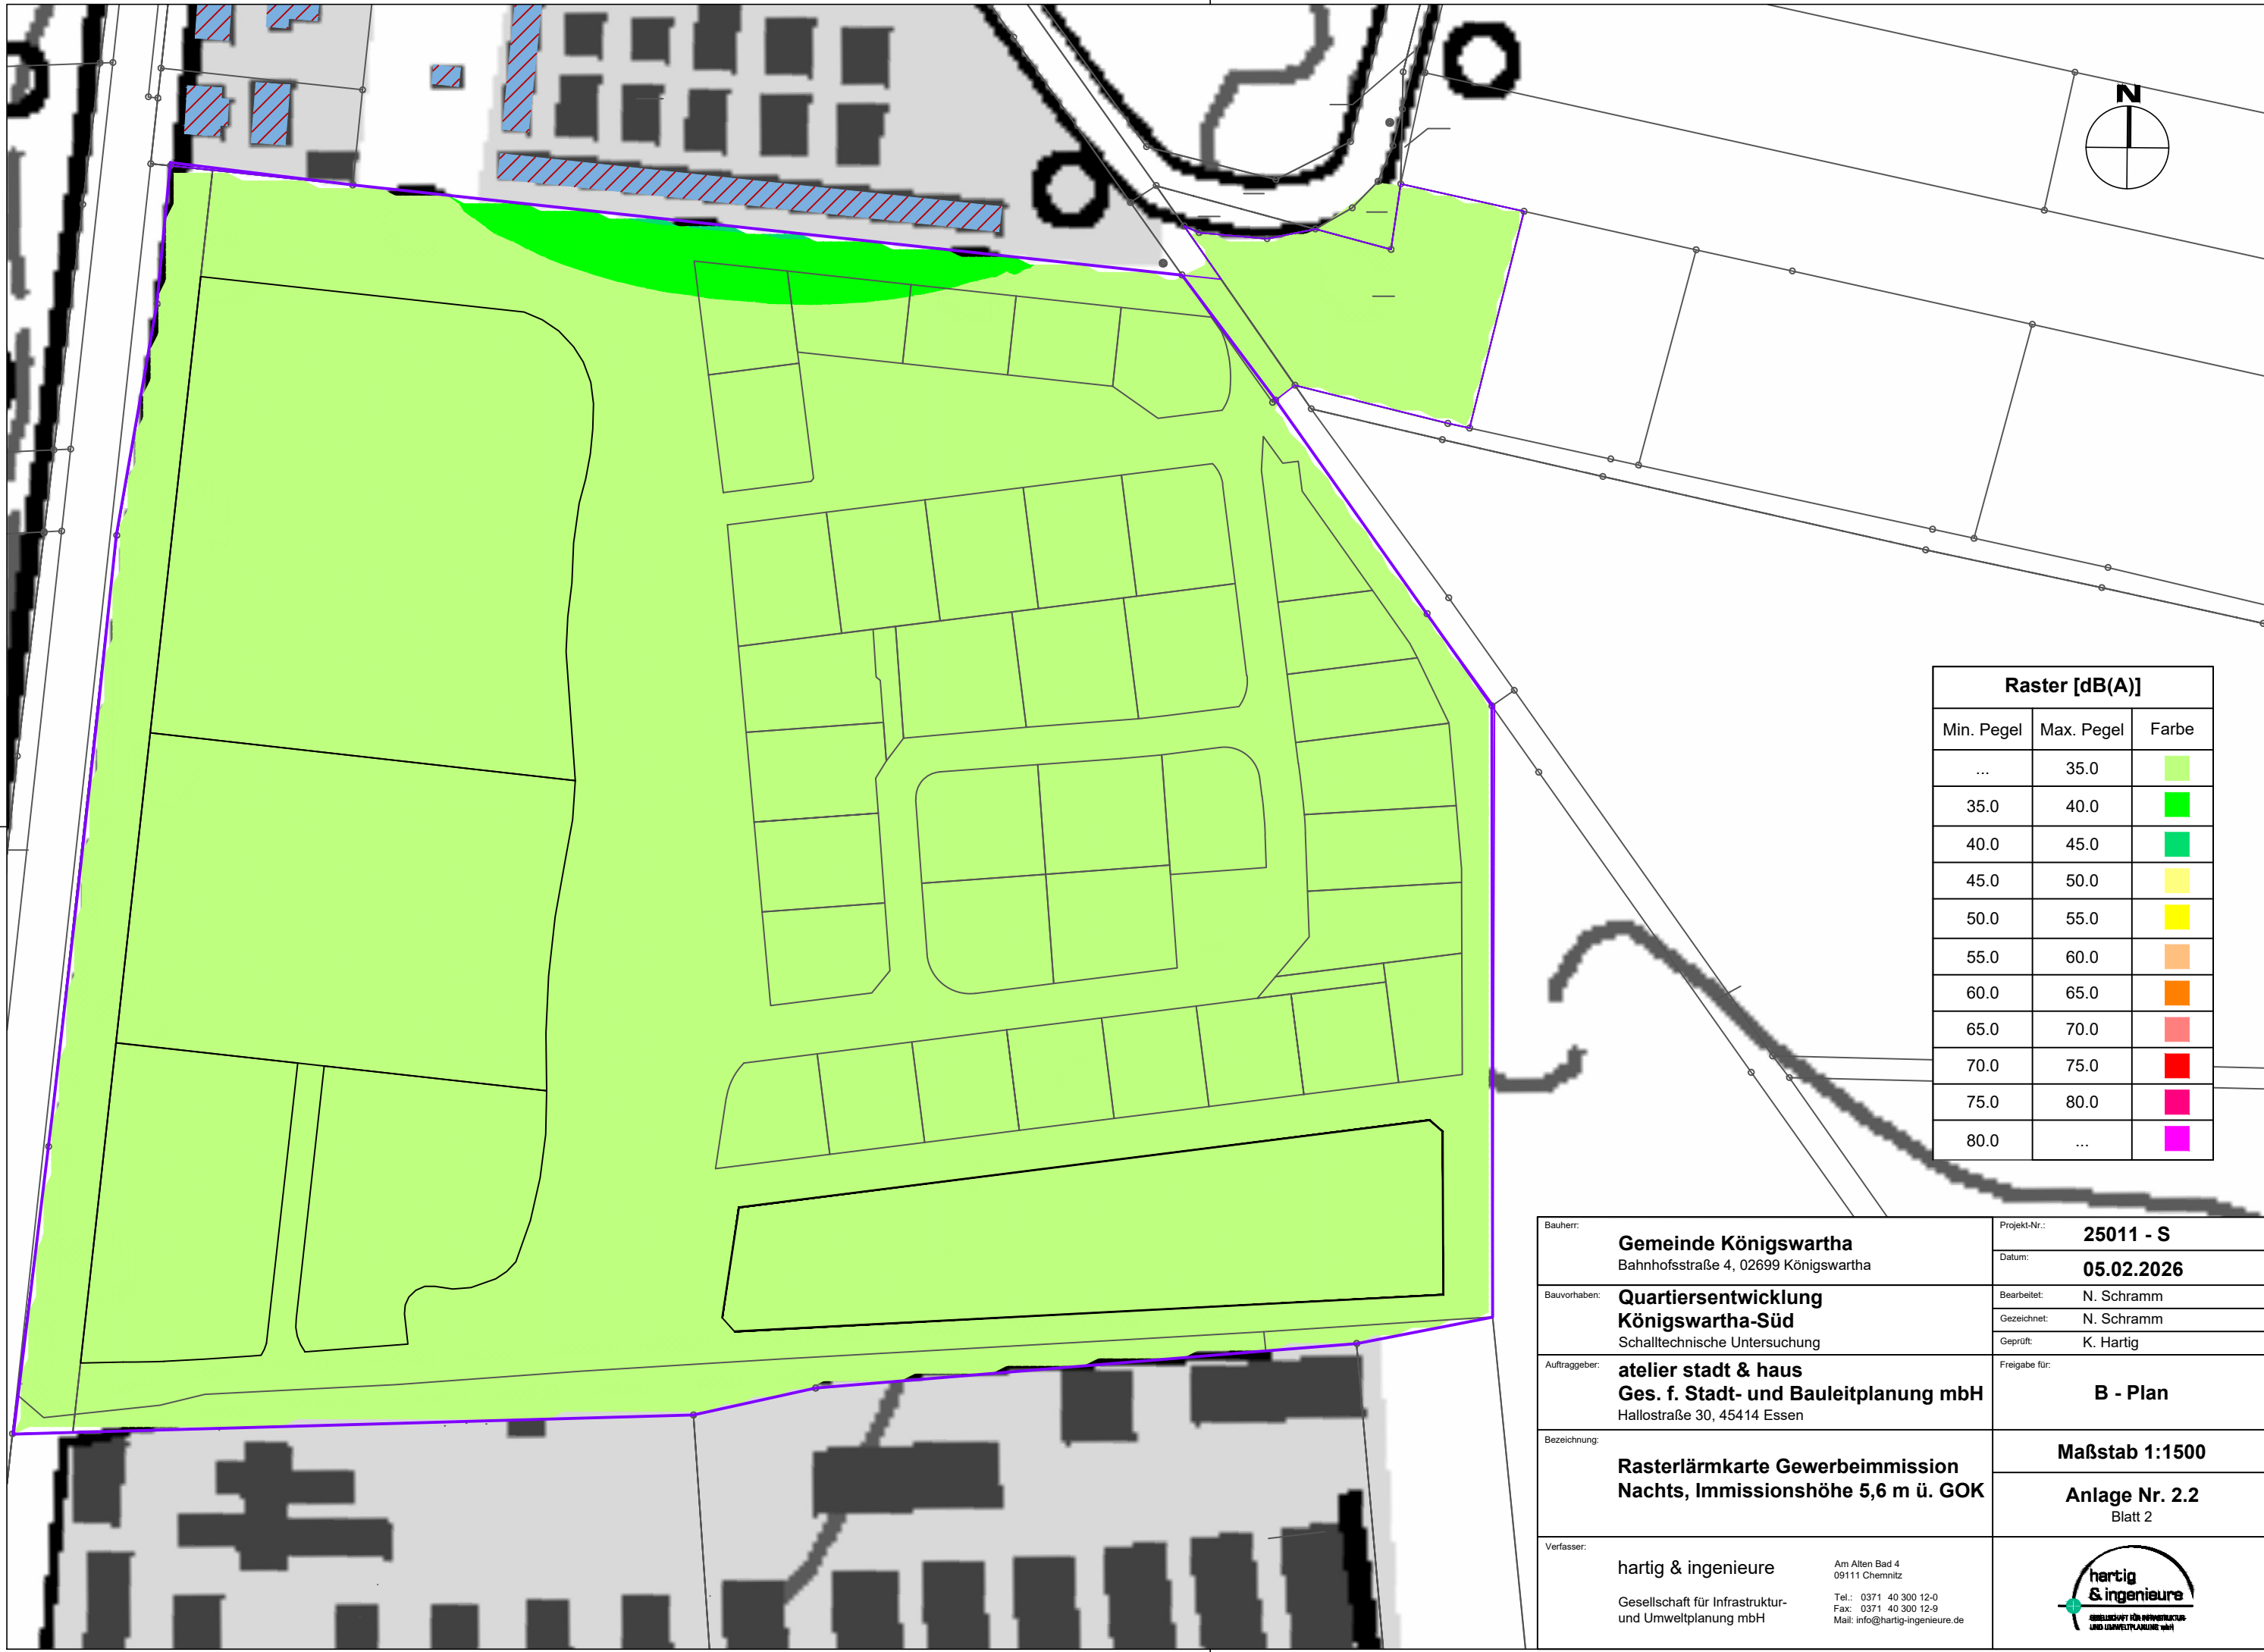 N
Raster [dB(A)]
Min. Pegel Max. Pegel Farbe
... 35.0
35.0 40.0
40.0 45.0
45.0 50.0
50.0 55.0
55.0 60.0
60.0 65.0
65.0 70.0
70.0 75.0
75.0 80.0
80.0 ...
Bauherr:
Gemeinde Königswartha
Bahnhofsstraße 4, 02699 Königswartha
Projekt-Nr.:
25011 - S
Datum:
05.02.2026
Bauvorhaben:
Quartiersentwicklung
Königswartha-Süd
Schalltechnische Untersuchung
Bearbeitet: N. Schramm
Gezeichnet: N. Schramm
Geprüft: K. Hartig
Auftraggeber:
atelier stadt & haus
Ges. f. Stadt- und Bauleitplanung mbH
Hallostraße 30, 45414 Essen
Freigabe für:
B - Plan
Bezeichnung:
Rasterlärmkarte Gewerbeimmission
Nachts, Immissionshöhe 5,6 m ü. GOK
Maßstab 1:1500
Anlage Nr. 2.2
Blatt 2
Verfasser:
hartig & ingenieure
Gesellschaft für Infrastruktur-
und Umweltplanung mbH
Am Alten Bad 4
09111 Chemnitz
Tel.: 0371 40 300 12-0
Fax: 0371 40 300 12-9
Mail: info@hartig-ingenieure.de
hartig
& ingenieure
GESELLSCHAFT FÜR INFRASTRUKTUR-
UND UMWELTPLANUNG mbH